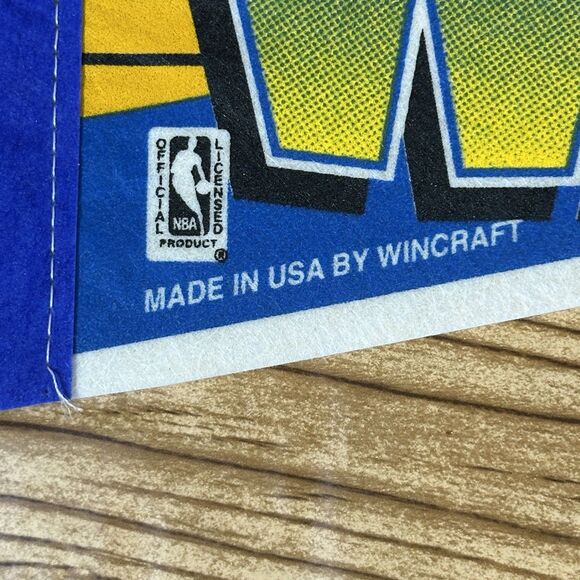 OFFICIAL
LICENSED
NBA
PRODUCT
®
MADE IN USA BY WINCRAFT
W